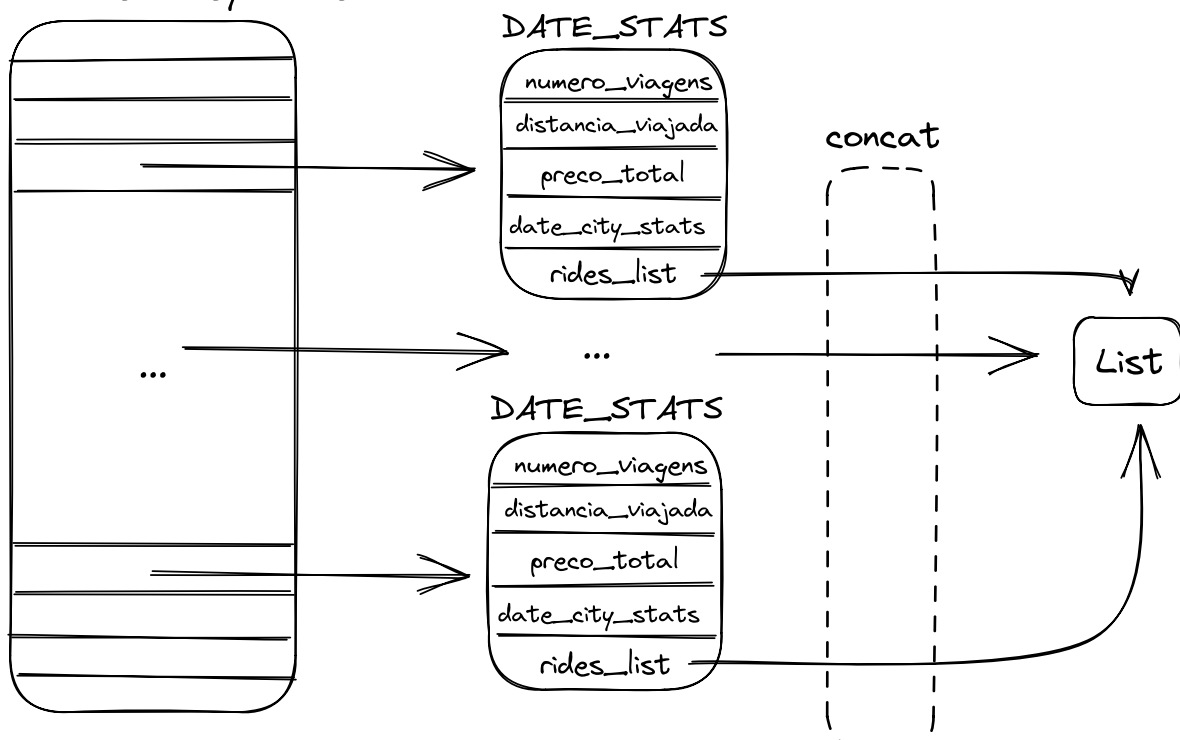 DATE_STATS
numero_viagens
distancia_viajada
preco_total
date_city_stats
rides_list
concat
...
...
List
DATE_STATS
numero_viagens
distancia_viajada
preco_total
date_city_stats
rides_list